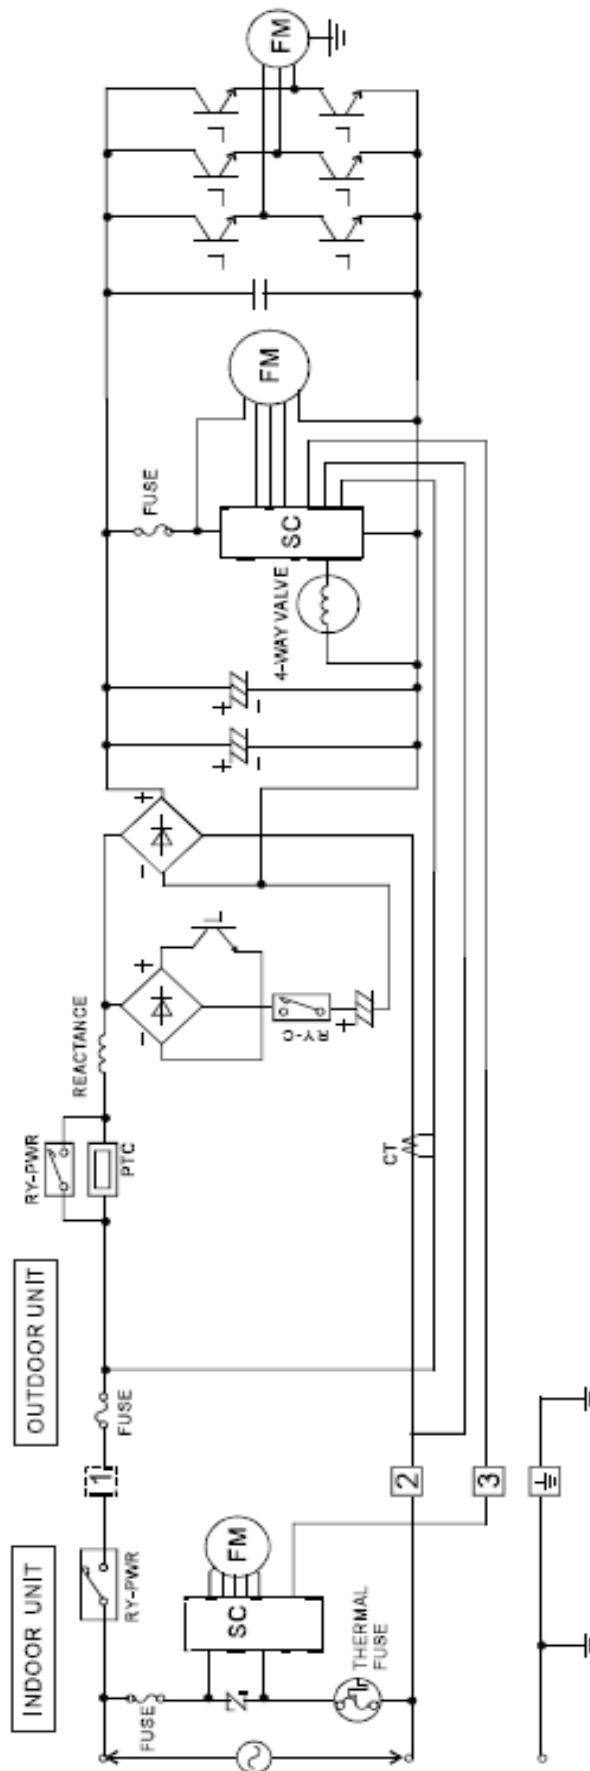 INDOOR UNIT
OUTDOOR UNIT
RY-PWR
FUSE
SC
FM
THERMAL
FUSE
1
2
3
FUSE
RY-PWR
PTC
REACTANCE
CT
RY-C
+
-
+
+
-
+
-
+
-
4-WAY VALVE
SC
FUSE
FM
FM